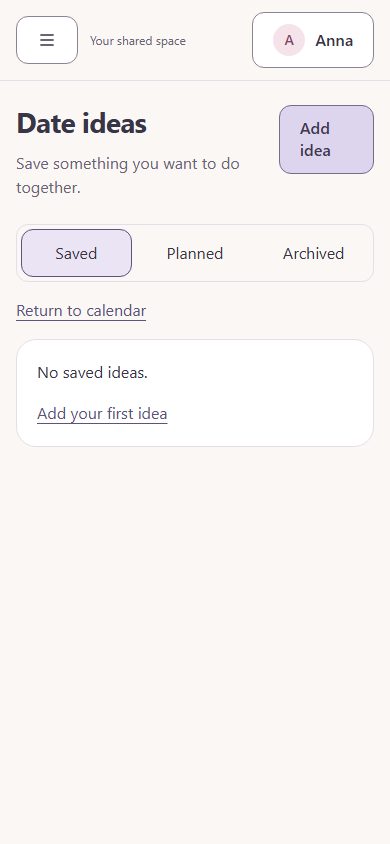 Your shared space
A
Anna
Date ideas
Save something you want to do
together.
Add
idea
Saved
Planned
Archived
Return to calendar
No saved ideas.
Add your first idea